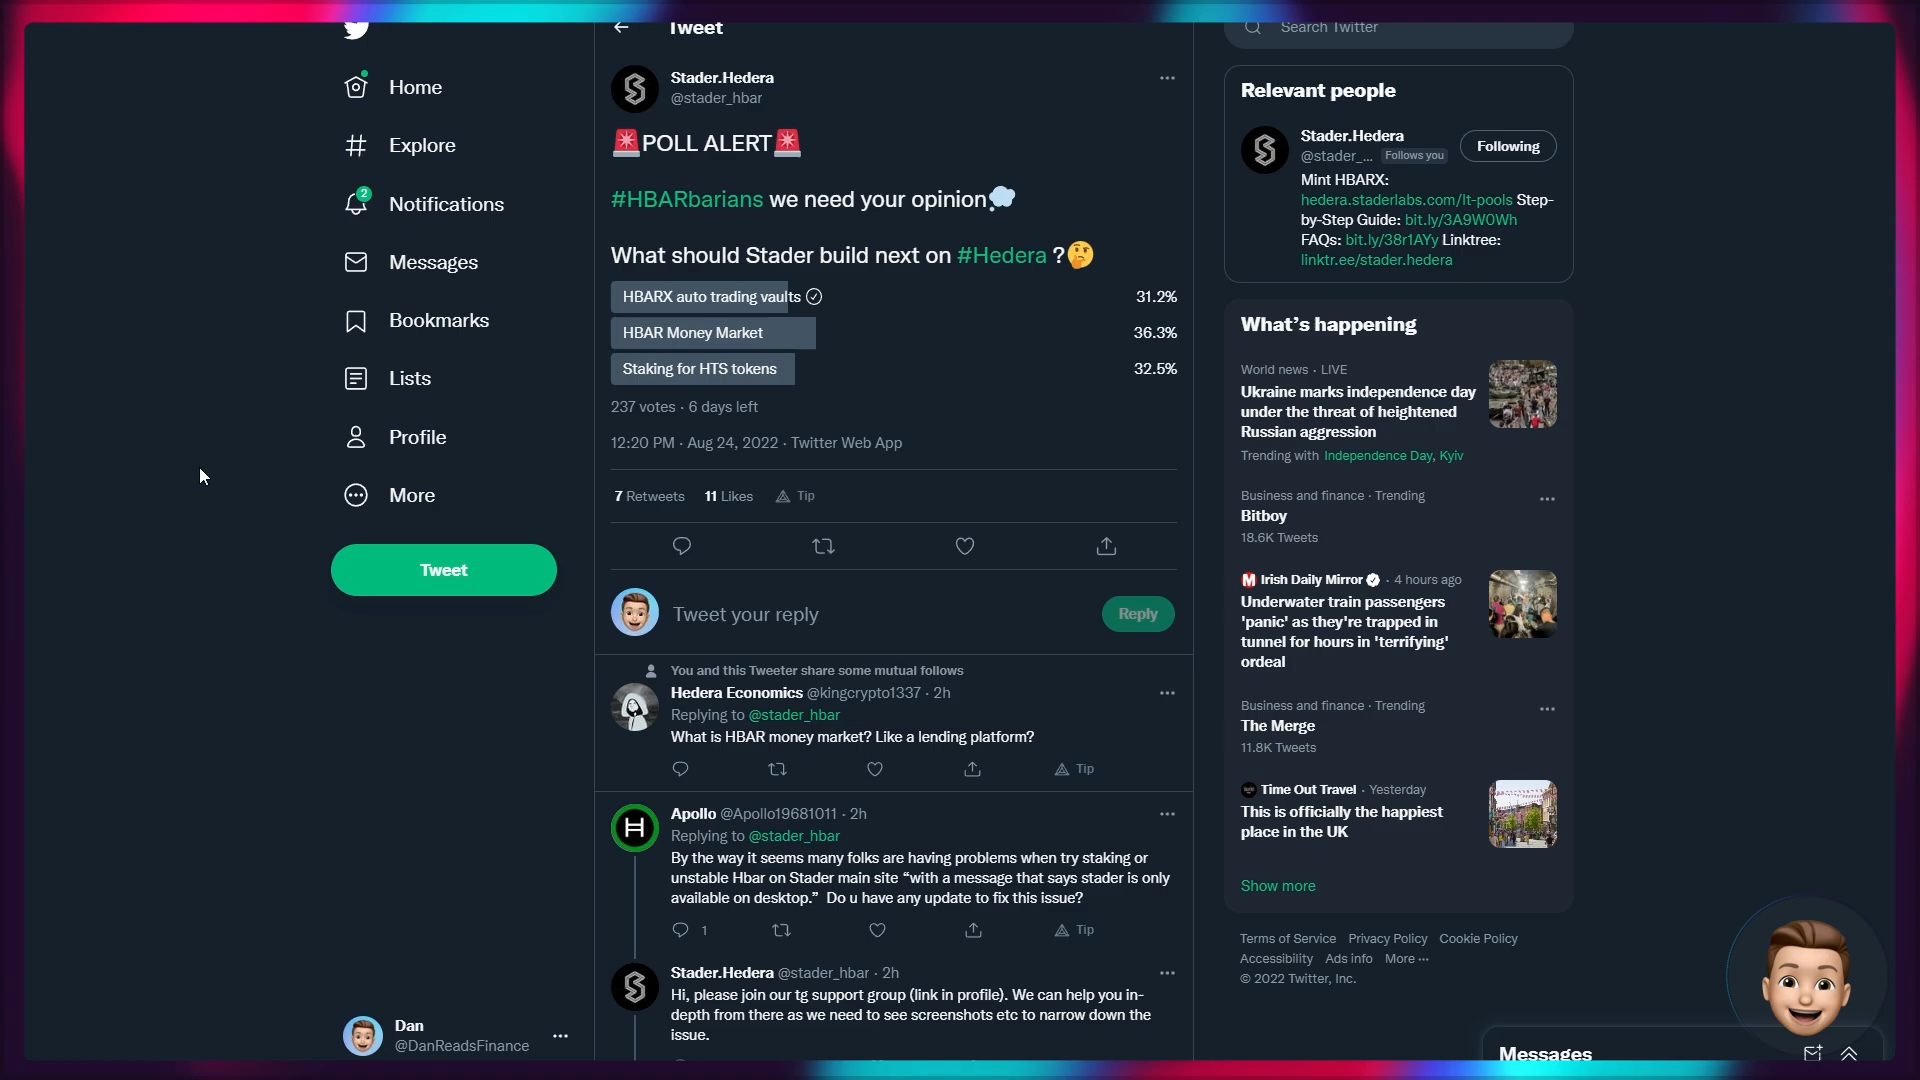 Home
Explore
2
Notifications
Messages
Bookmarks
Lists
Profile
More
Tweet
Dan
@DanReadsFinance
Tweet
Stader.Hedera
@stader_hbar
POLL ALERT
#HBARbarians we need your opinion
What should Stader build next on #Hedera ?
HBARX auto trading vaults 31.2%
HBAR Money Market 36.3%
Staking for HTS tokens 32.5%
237 votes · 6 days left
12:20 PM · Aug 24, 2022 · Twitter Web App
7 Retweets 11 Likes Tip
Tweet your reply Reply
You and this Tweeter share some mutual follows
Hedera Economics @kingcrypto1337 · 2h
Replying to @stader_hbar
What is HBAR money market? Like a lending platform?
Tip
Apollo @Apollo19681011 · 2h
Replying to @stader_hbar
By the way it seems many folks are having problems when try staking or
unstable Hbar on Stader main site “with a message that says stader is only
available on desktop.” Do u have any update to fix this issue?
1 Tip
Stader.Hedera @stader_hbar · 2h
Hi, please join our tg support group (link in profile). We can help you in-
depth from there as we need to see screenshots etc to narrow down the
issue.
Search Twitter
Relevant people
Stader.Hedera
@stader_... Follows you
Following
Mint HBARX:
hedera.staderlabs.com/lt-pools Step-
by-Step Guide: bit.ly/3A9W0Wh
FAQs: bit.ly/38r1AYy Linktree:
linktr.ee/stader.hedera
What’s happening
World news · LIVE
Ukraine marks independence day
under the threat of heightened
Russian aggression
Trending with Independence Day, Kyiv
Business and finance · Trending
Bitboy
18.6K Tweets
Irish Daily Mirror · 4 hours ago
Underwater train passengers
'panic' as they're trapped in
tunnel for hours in 'terrifying'
ordeal
Business and finance · Trending
The Merge
11.8K Tweets
Time Out Travel · Yesterday
This is officially the happiest
place in the UK
Show more
Terms of Service Privacy Policy Cookie Policy
Accessibility Ads info More ···
© 2022 Twitter, Inc.
Messages